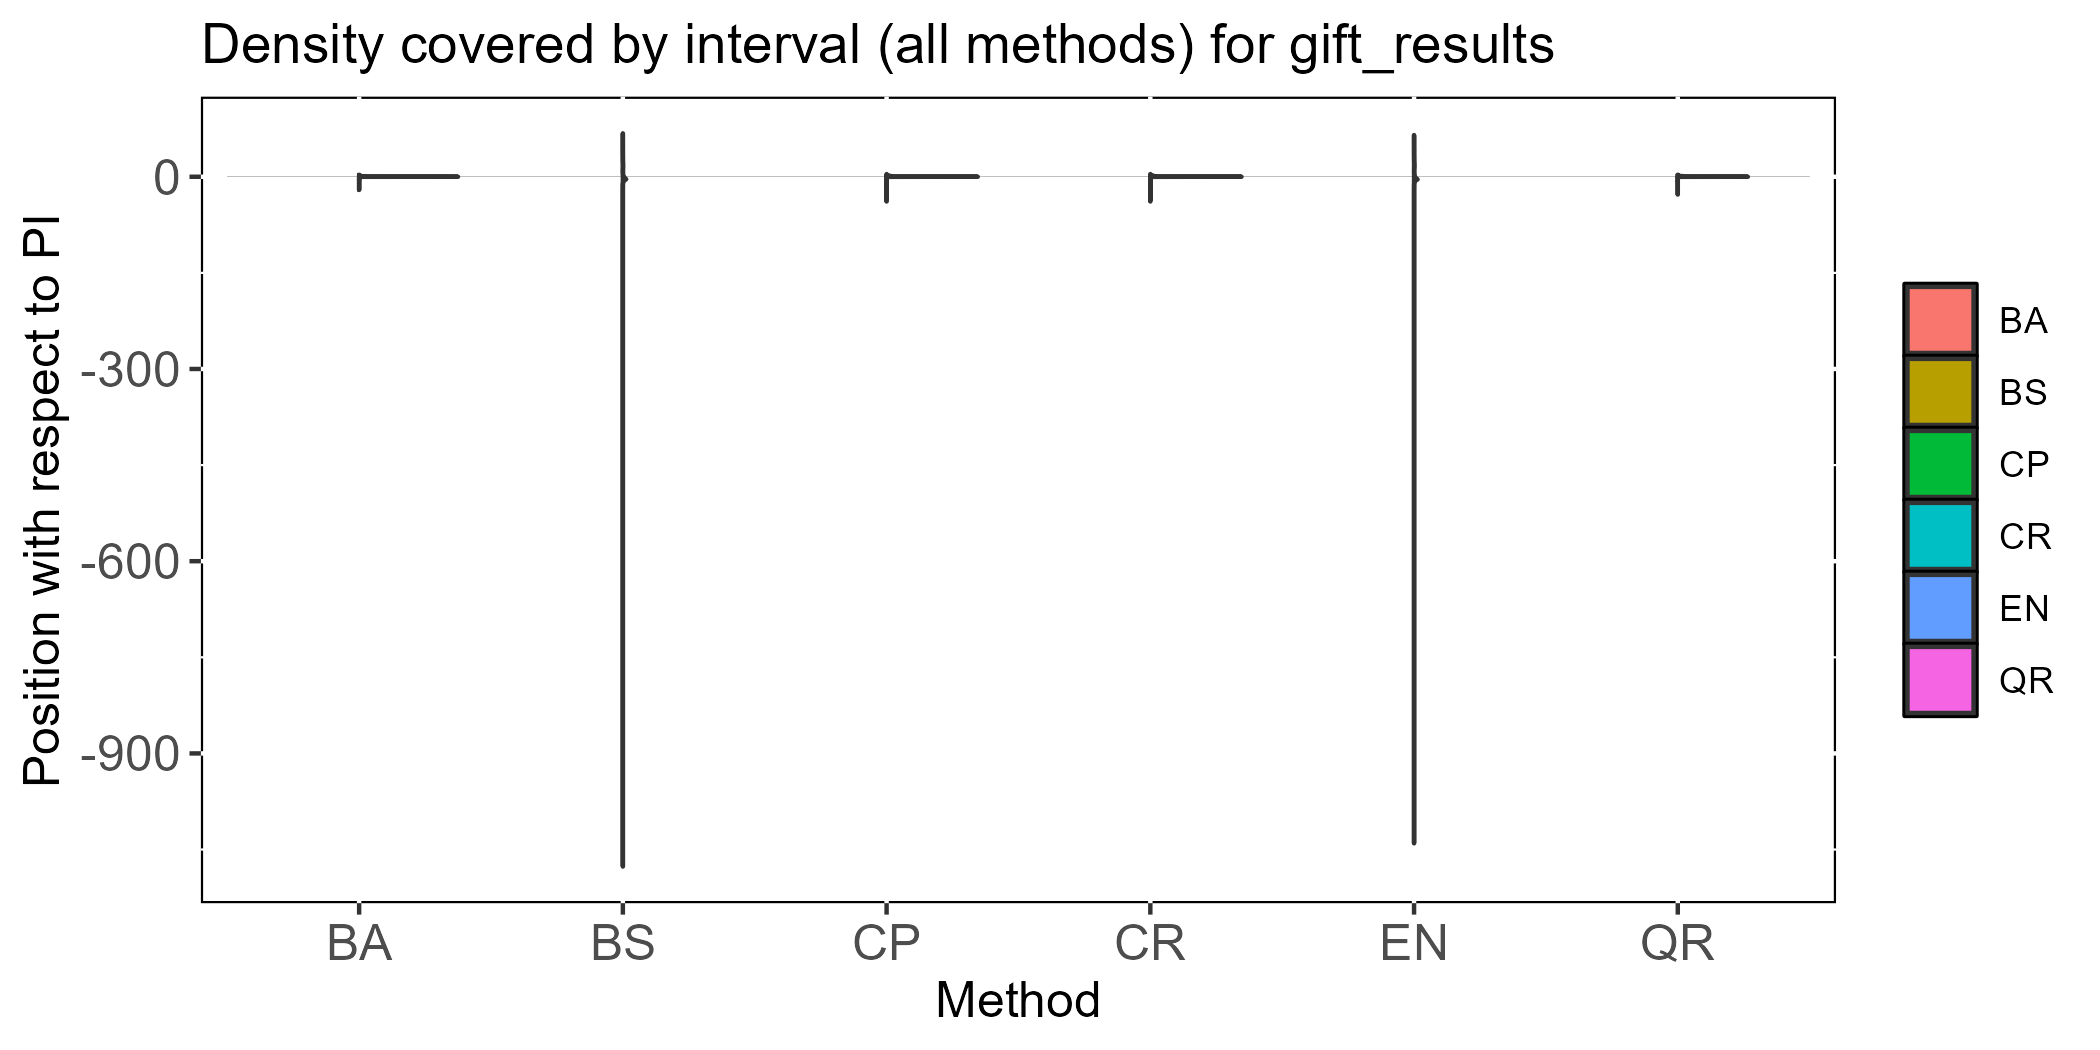 Density covered by interval (all methods) for gift_results
Position with respect to PI
0
-300
-600
-900
BA
BS
CP
CR
EN
QR
Method
BA
BS
CP
CR
EN
QR